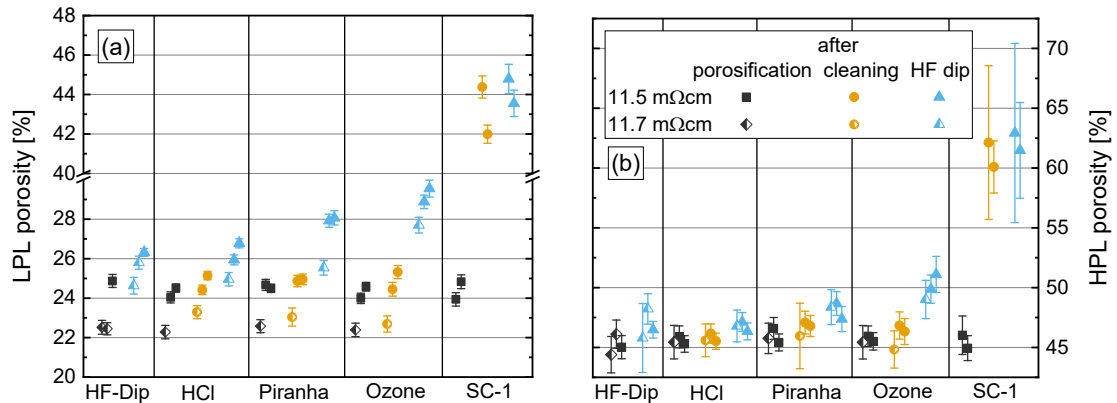 (a)
LPL porosity [%]
48
46
44
42
40
28
26
24
22
20
HF-Dip HCl Piranha Ozone SC-1
(b)
after
porosification cleaning HF dip
11.5 mΩcm
11.7 mΩcm
HPL porosity [%]
70
65
60
55
50
45
HF-Dip HCl Piranha Ozone SC-1